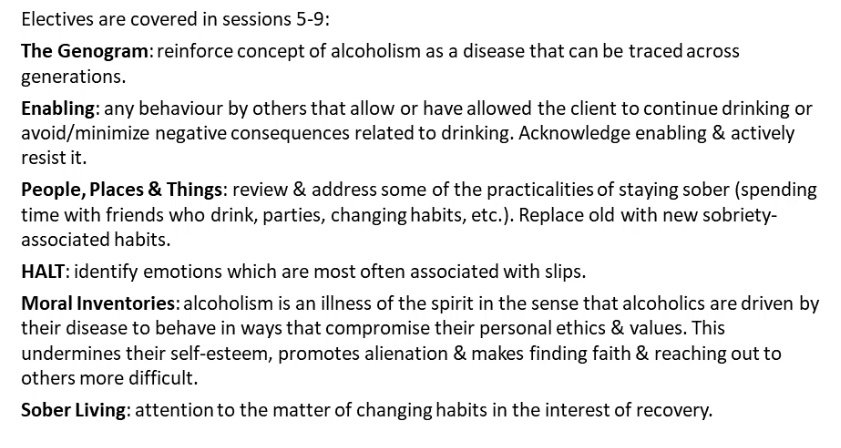 Electives are covered in sessions 5-9:
The Genogram: reinforce concept of alcoholism as a disease that can be traced across
generations.
Enabling: any behaviour by others that allow or have allowed the client to continue drinking or
avoid/minimize negative consequences related to drinking. Acknowledge enabling & actively
resist it.
People, Places & Things: review & address some of the practicalities of staying sober (spending
time with friends who drink, parties, changing habits, etc.). Replace old with new sobriety-
associated habits.
HALT: identify emotions which are most often associated with slips.
Moral Inventories: alcoholism is an illness of the spirit in the sense that alcoholics are driven by
their disease to behave in ways that compromise their personal ethics & values. This
undermines their self-esteem, promotes alienation & makes finding faith & reaching out to
others more difficult.
Sober Living: attention to the matter of changing habits in the interest of recovery.